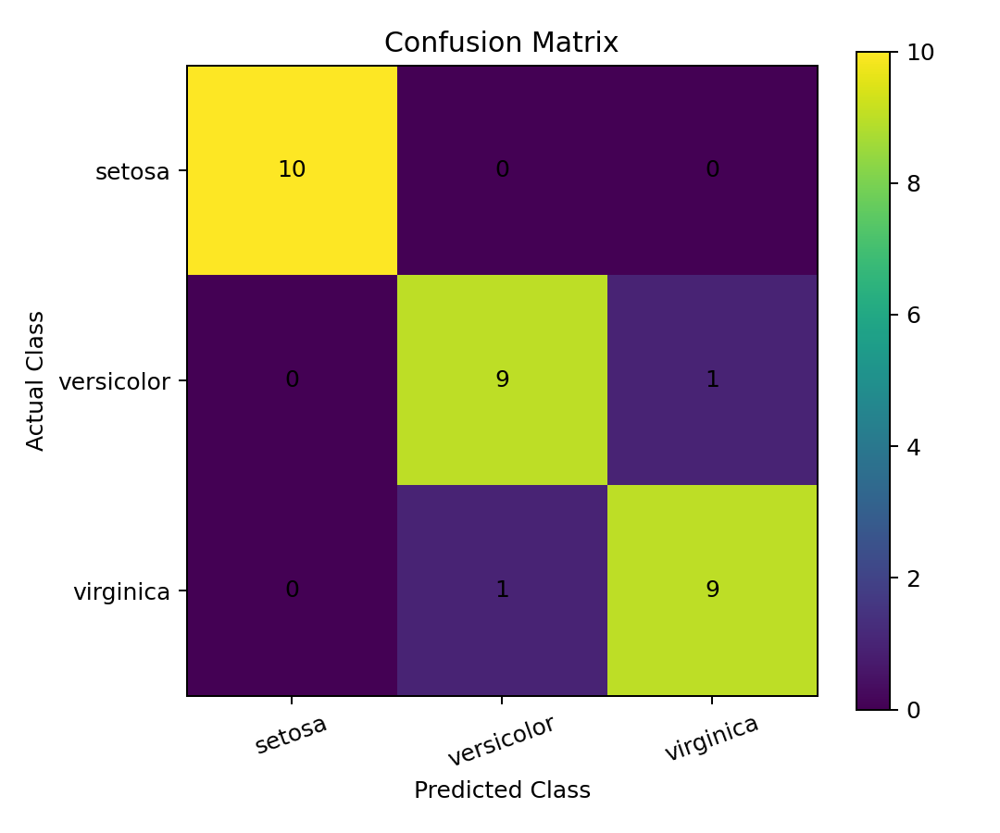 Confusion Matrix
Actual Class
setosa
versicolor
virginica
10 0 0
0 9 1
0 1 9
setosa versicolor virginica
Predicted Class
10
8
6
4
2
0